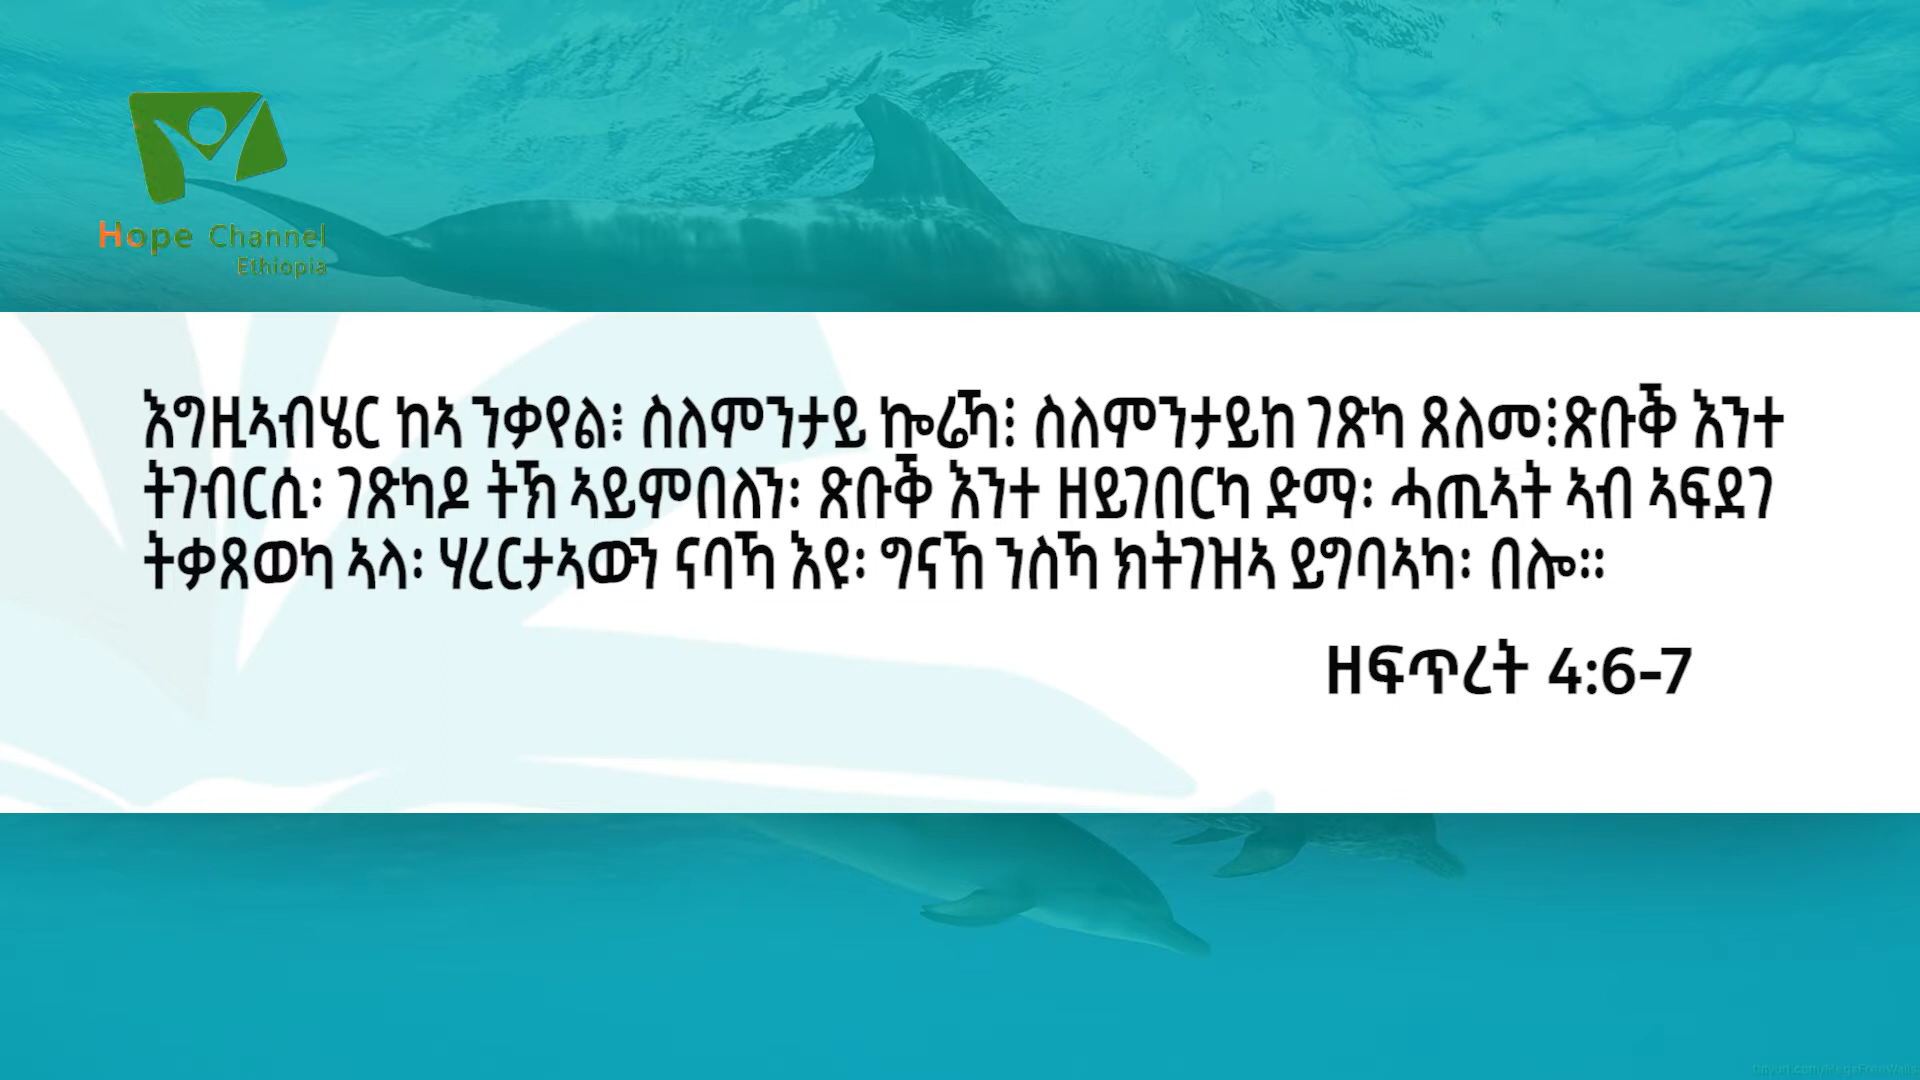 Hope Channel
Ethiopia
እግዚኣብሄር ከኣ ንቃየል፧ ስለምንታይ ኰሬኻ፧ ስለምንታይከ ገጽካ ጸለመ፧ጽቡቕ እንተ
ትገብርሲ፡ ገጽካዶ ትኽ ኣይምበለን፡ ጽቡቕ እንተ ዘይገበርካ ድማ፡ ሓጢኣት ኣብ ኣፍደገ
ትቃጸወካ ኣላ፡ ሃረርታኣውን ናባኻ እዩ፡ ግናኸ ንስኻ ክትገዝኣ ይግባኣካ፡ በሎ።
ዘፍጥረት 4:6-7